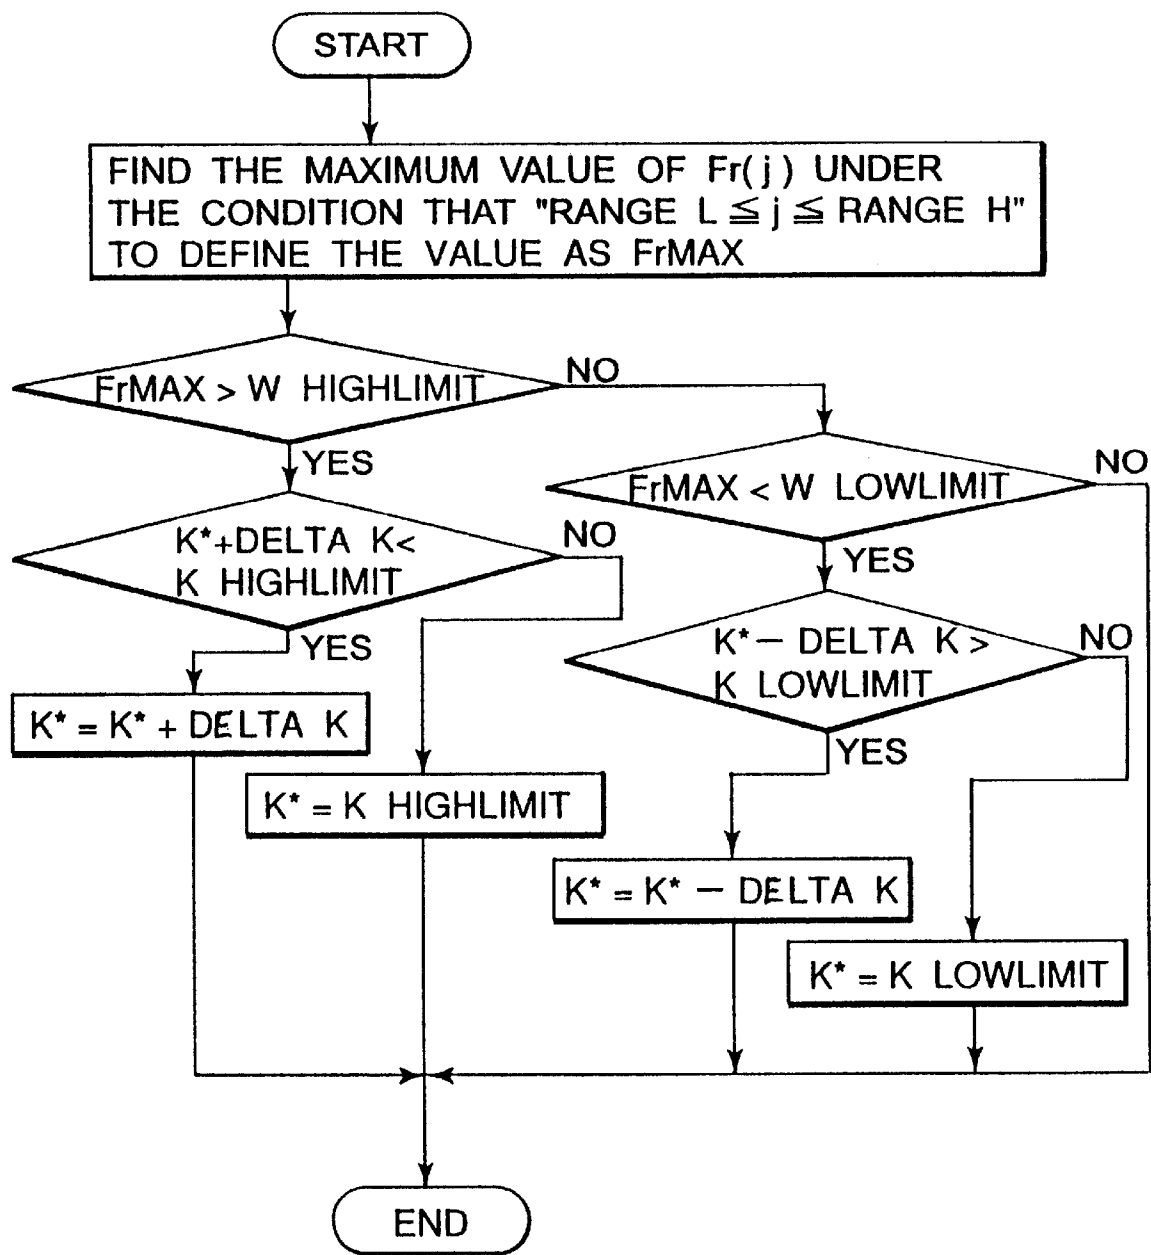 START
FIND THE MAXIMUM VALUE OF Fr(j) UNDER
THE CONDITION THAT "RANGE L ≦ j ≦ RANGE H"
TO DEFINE THE VALUE AS FrMAX
FrMAX > W HIGHLIMIT
NO
YES
FrMAX < W LOWLIMIT
NO
YES
K*+DELTA K<
K HIGHLIMIT
NO
YES
K* — DELTA K >
K LOWLIMIT
NO
YES
K* = K* + DELTA K
K* = K HIGHLIMIT
K* = K* — DELTA K
K* = K LOWLIMIT
END